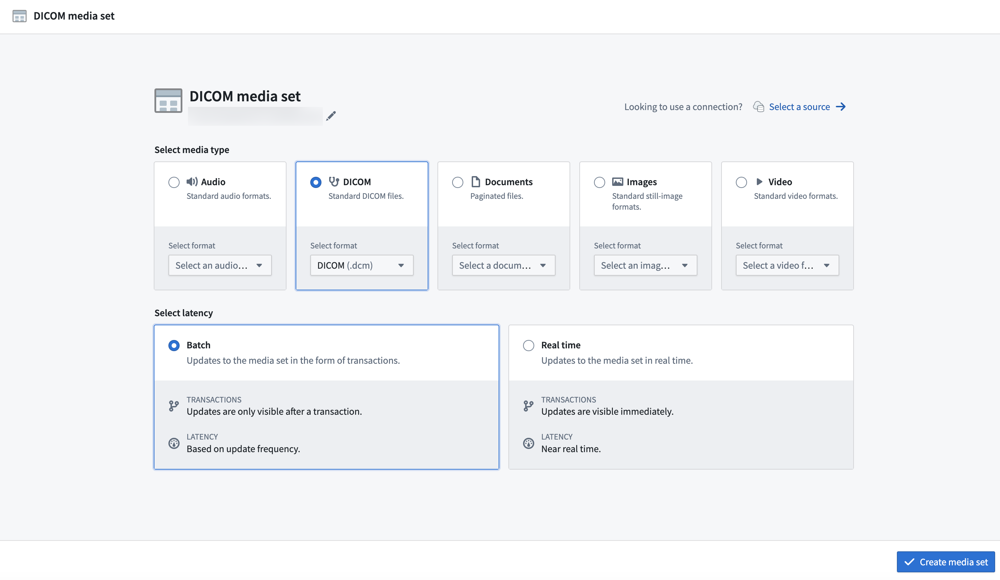 DICOM media set
DICOM media set
Looking to use a connection? Select a source
Select media type
Audio
Standard audio formats.
Select format
Select an audio...
DICOM
Standard DICOM files.
Select format
DICOM (.dcm)
Documents
Paginated files.
Select format
Select a docum...
Images
Standard still-image
formats.
Select format
Select an imag...
Video
Standard video formats.
Select format
Select a video f...
Select latency
Batch
Updates to the media set in the form of transactions.
TRANSACTIONS
Updates are only visible after a transaction.
LATENCY
Based on update frequency.
Real time
Updates to the media set in real time.
TRANSACTIONS
Updates are visible immediately.
LATENCY
Near real time.
Create media set